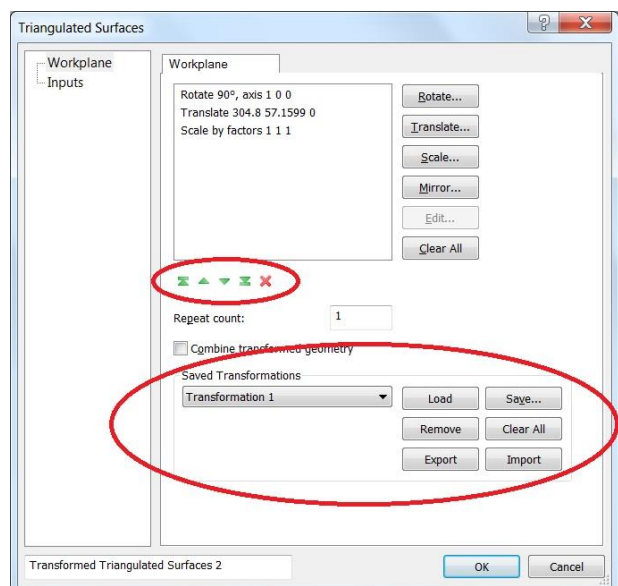 Triangulated Surfaces
Workplane
Inputs
Workplane
Rotate 90°, axis 1 0 0
Translate 304.8 57.1599 0
Scale by factors 1 1 1
Rotate...
Translate...
Scale...
Mirror...
Edit...
Clear All
Repeat count: 1
Combine transformed geometry
Saved Transformations
Transformation 1
Load Save...
Remove Clear All
Export Import
Transformed Triangulated Surfaces 2
OK Cancel